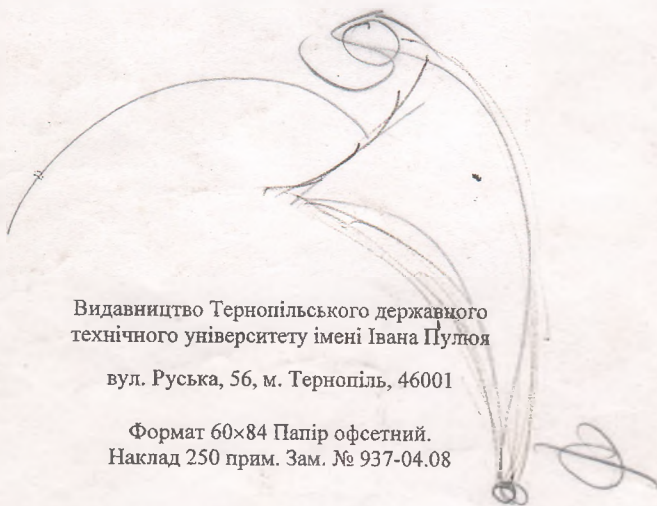 Видавництво Тернопільського державного
технічного університету імені Івана Пулюя
вул. Руська, 56, м. Тернопіль, 46001
Формат 60×84 Папір офсетний.
Наклад 250 прим. Зам. № 937-04.08